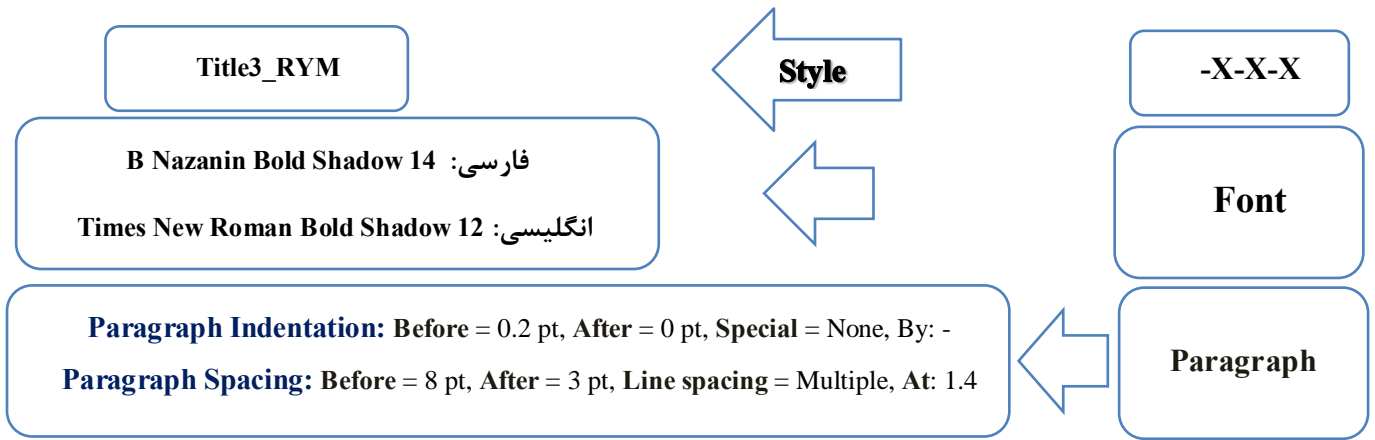 Title3_RYM
Style
-X-X-X
فارسی: B Nazanin Bold Shadow 14
انگلیسی: Times New Roman Bold Shadow 12
Font
Paragraph Indentation: Before = 0.2 pt, After = 0 pt, Special = None, By: -
Paragraph Spacing: Before = 8 pt, After = 3 pt, Line spacing = Multiple, At: 1.4
Paragraph